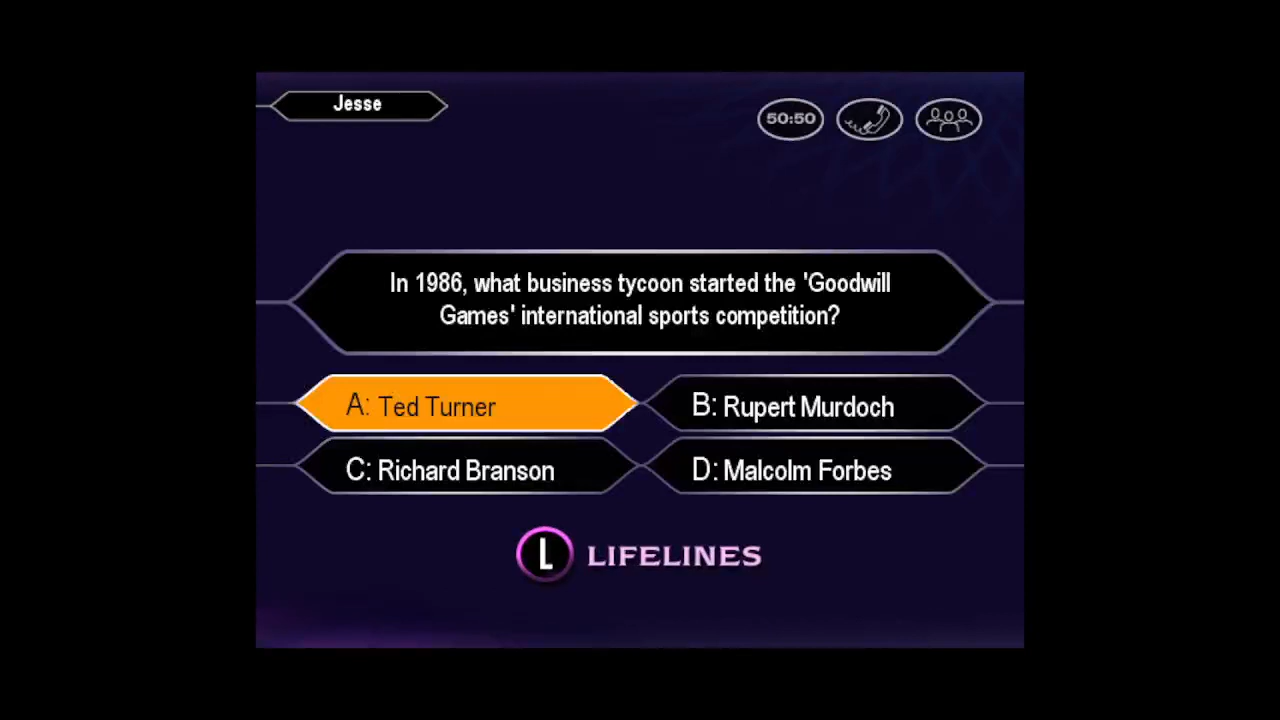 Jesse
50:50
In 1986, what business tycoon started the 'Goodwill
Games' international sports competition?
A: Ted Turner
B: Rupert Murdoch
C: Richard Branson
D: Malcolm Forbes
L LIFELINES